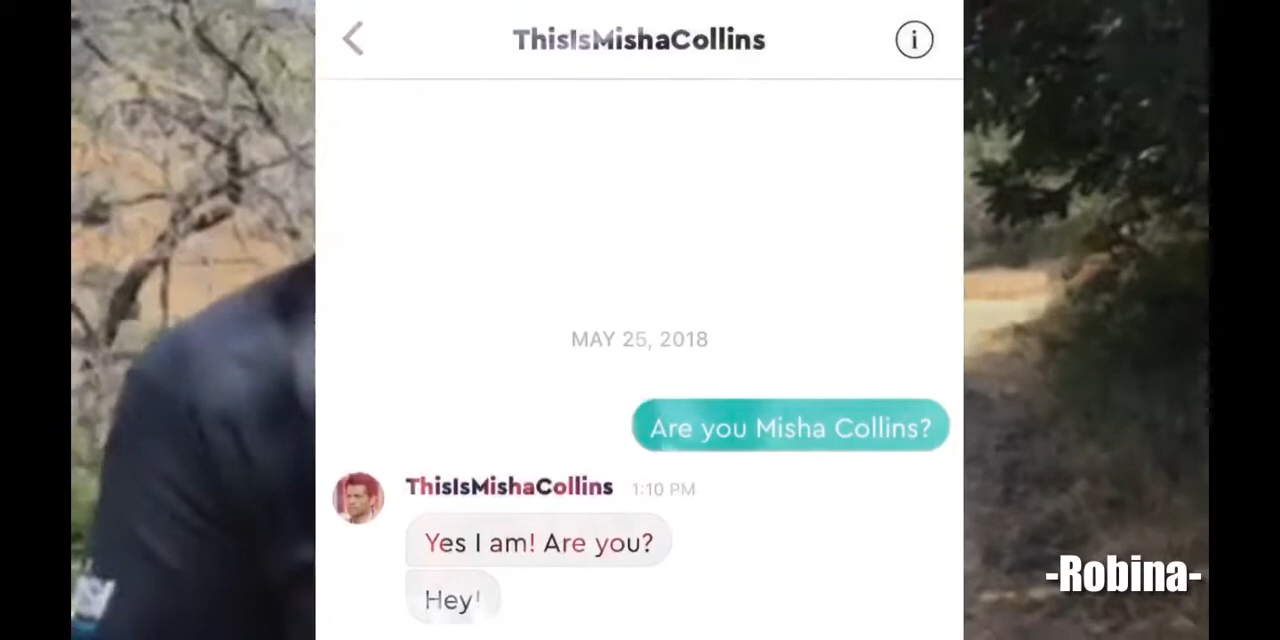 ThisIsMishaCollins
MAY 25, 2018
Are you Misha Collins?
ThisIsMishaCollins 1:10 PM
Yes I am! Are you?
Hey!
-Robina-